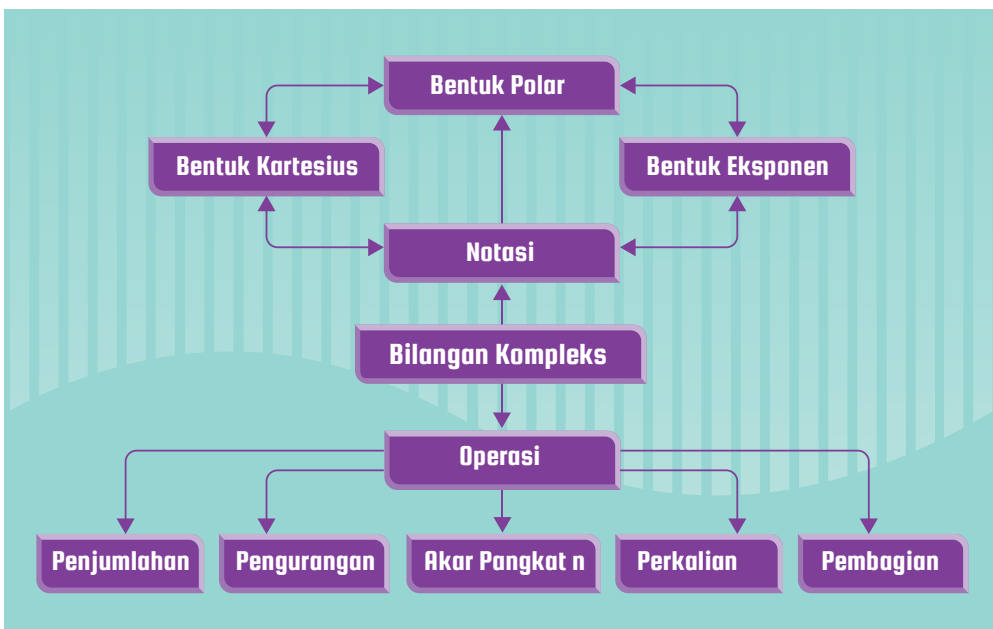 Bentuk Polar
Bentuk Kartesius
Bentuk Eksponen
Notasi
Bilangan Kompleks
Operasi
Penjumlahan
Pengurangan
Akar Pangkat n
Perkalian
Pembagian